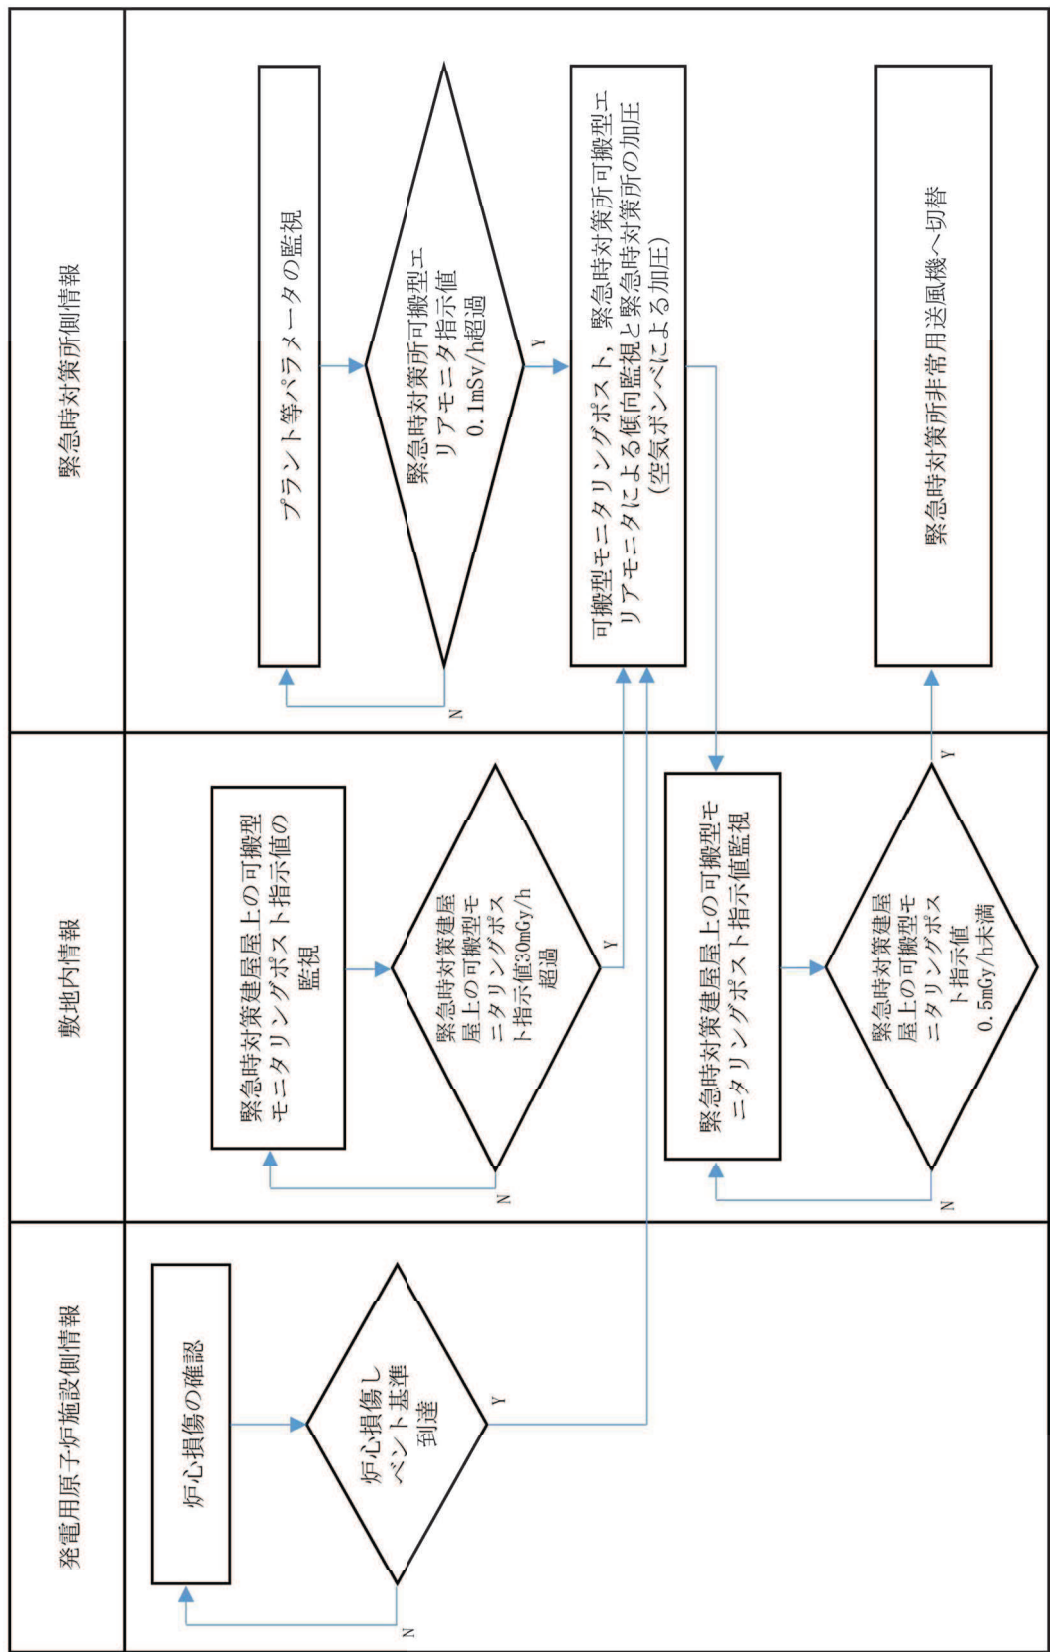 発電用原子炉施設側情報
敷地内情報
緊急時対策所側情報
炉心損傷の確認
炉心損傷し
ベント基準
到達
N
Y
緊急時対策建屋屋上の可搬型
モニタリングポスト指示値の
監視
緊急時対策建屋
屋上の可搬型モ
ニタリングポス
ト指示値30mGy/h
超過
N
Y
プラント等パラメータの監視
緊急時対策所可搬型エ
リアモニタ指示値
0.1mSv/h超過
N
Y
可搬型モニタリングポスト，緊急時対策所可搬型エ
リアモニタによる傾向監視と緊急時対策所の加圧
(空気ボンベによる加圧)
緊急時対策建屋屋上の可搬型モ
ニタリングポスト指示値監視
緊急時対策建屋
屋上の可搬型モ
ニタリングポス
ト指示値
0.5mGy/h未満
N
Y
緊急時対策所非常用送風機へ切替